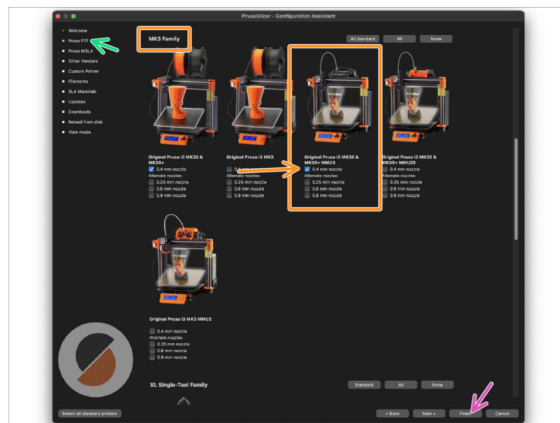 PrusaSlicer - Configuration Assistant
Welcome
Prusa FFF
Prusa MSLA
Other Vendors
Custom Printer
Filaments
SLA Materials
Updates
Downloads
Reload from disk
View mode
MK3 Family
All standard
All
None
Original Prusa i3 MK3S & MK3S+
0.4 mm nozzle
Alternate nozzles:
0.25 mm nozzle
0.6 mm nozzle
0.8 mm nozzle
Original Prusa i3 MK3
0.4
Alternate nozzles:
0.25 mm nozzle
0.6 mm nozzle
0.8 mm nozzle
Original Prusa i3 MK3S & MK3S+ MMU3
0.4 mm nozzle
Alternate nozzles:
0.25 mm nozzle
0.6 mm nozzle
0.8 mm nozzle
Original Prusa i3 MK3S & MK3S+ MMU2S
0.4 mm nozzle
Alternate nozzles:
0.25 mm nozzle
0.6 mm nozzle
0.8 mm nozzle
Original Prusa i3 MK3 MMU2
0.4 mm nozzle
Alternate nozzles:
0.25 mm nozzle
0.6 mm nozzle
0.8 mm nozzle
XL Single-Tool Family
Standard
All
None
Select all standard printers
< Back
Next >
Finish
Cancel